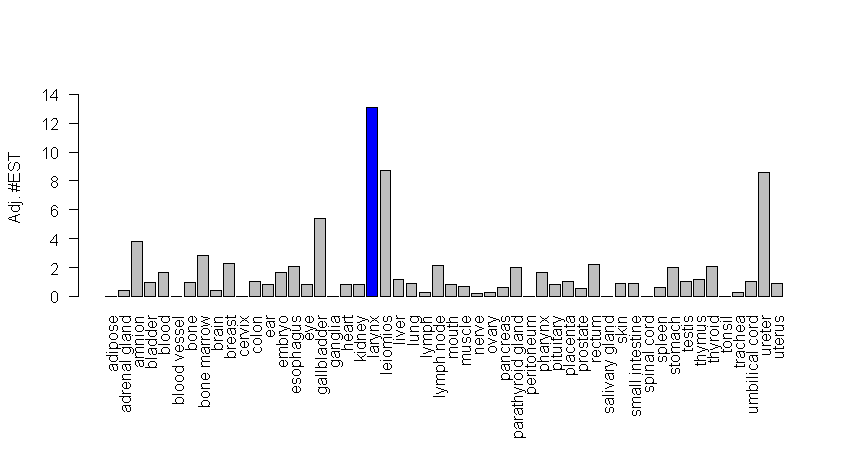 Adj. #EST
14
12
10
8
6
4
2
0
adipose
adrenal gland
amnion
bladder
blood
blood vessel
bone
bone marrow
brain
breast
cervix
colon
ear
embryo
esophagus
eye
gallbladder
ganglia
heart
kidney
larynx
leiomios
liver
lung
lymph
lymph node
mouth
muscle
nerve
ovary
pancreas
parathyroid gland
peritoneum
pharynx
pituitary
placenta
prostate
rectum
salivary gland
skin
small intestine
spinal cord
spleen
stomach
testis
thymus
thyroid
tonsil
trachea
umbilical cord
ureter
uterus